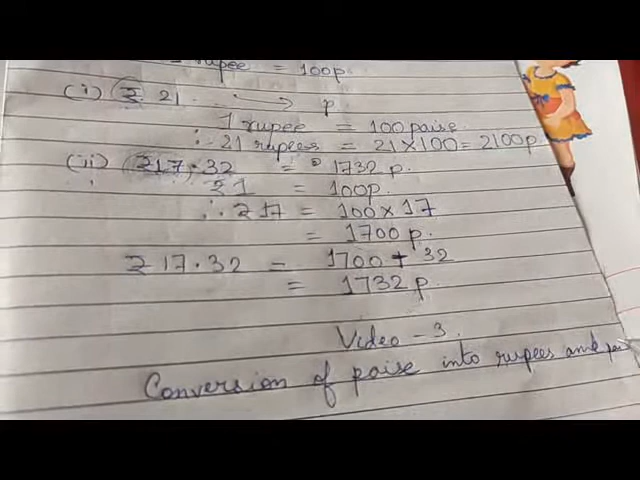 rupee = 100p.
(i) ₹ 21 → p
1 rupee = 100 paise
∴ 21 rupees = 21 × 100 = 2100p
(ii) ₹17.32 = 1732 p.
₹1 = 100p.
∴ ₹17 = 100 × 17
= 1700 p.
₹17.32 = 1700 + 32
= 1732 p.
Video - 3.
Conversion of paise into rupees and